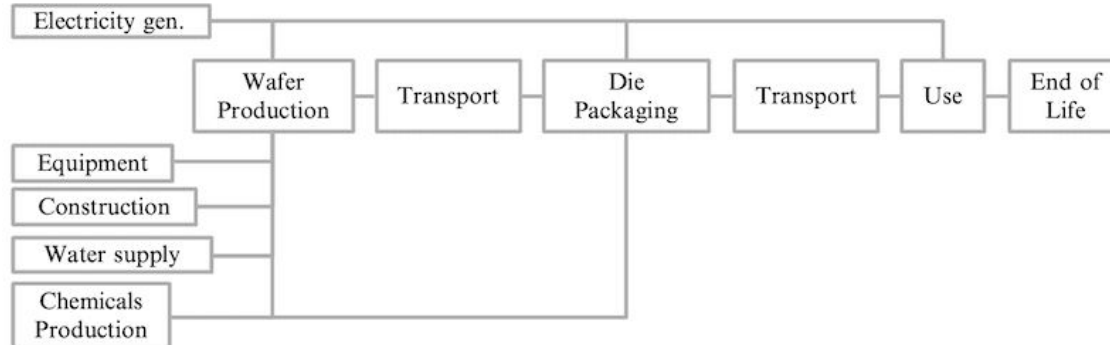 Electricity gen.
Wafer
Production
Transport
Die
Packaging
Transport
Use
End of
Life
Equipment
Construction
Water supply
Chemicals
Production